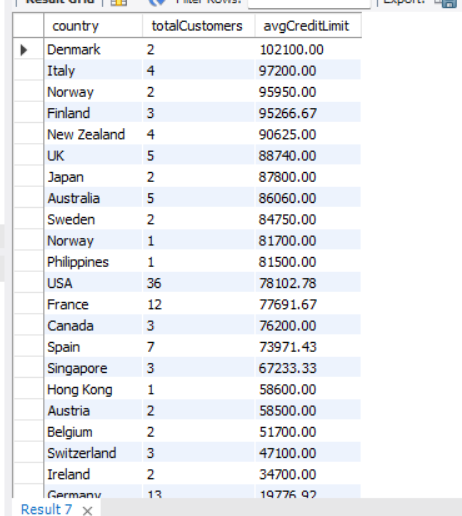 Result Grid Filter Rows: Export:
country totalCustomers avgCreditLimit
Denmark 2 102100.00
Italy 4 97200.00
Norway 2 95950.00
Finland 3 95266.67
New Zealand 4 90625.00
UK 5 88740.00
Japan 2 87800.00
Australia 5 86060.00
Sweden 2 84750.00
Norway 1 81700.00
Philippines 1 81500.00
USA 36 78102.78
France 12 77691.67
Canada 3 76200.00
Spain 7 73971.43
Singapore 3 67233.33
Hong Kong 1 58600.00
Austria 2 58500.00
Belgium 2 51700.00
Switzerland 3 47100.00
Ireland 2 34700.00
Germany 13 19776.92
Result 7